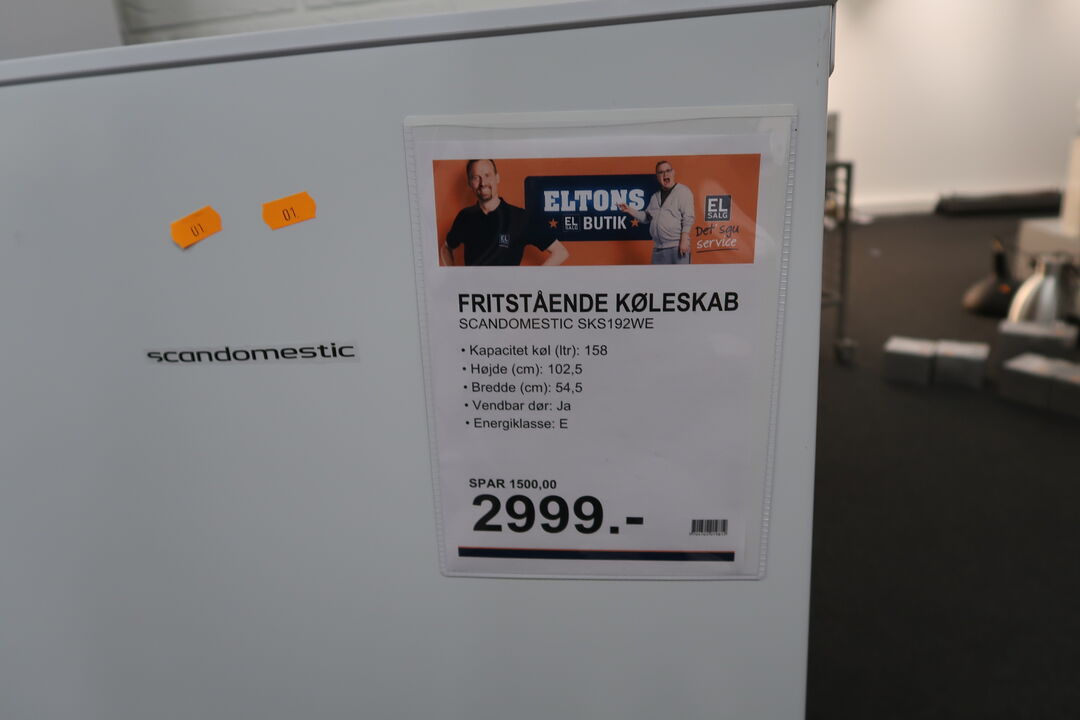 01
01
scandomestic
ELTONS
EL
SALG
BUTIK
EL
SALG
Det' sgu
service
EL
FRITSTÅENDE KØLESKAB
SCANDOMESTIC SKS192WE
• Kapacitet køl (ltr): 158
• Højde (cm): 102,5
• Bredde (cm): 54,5
• Vendbar dør: Ja
• Energiklasse: E
SPAR 1500,00
2999.-